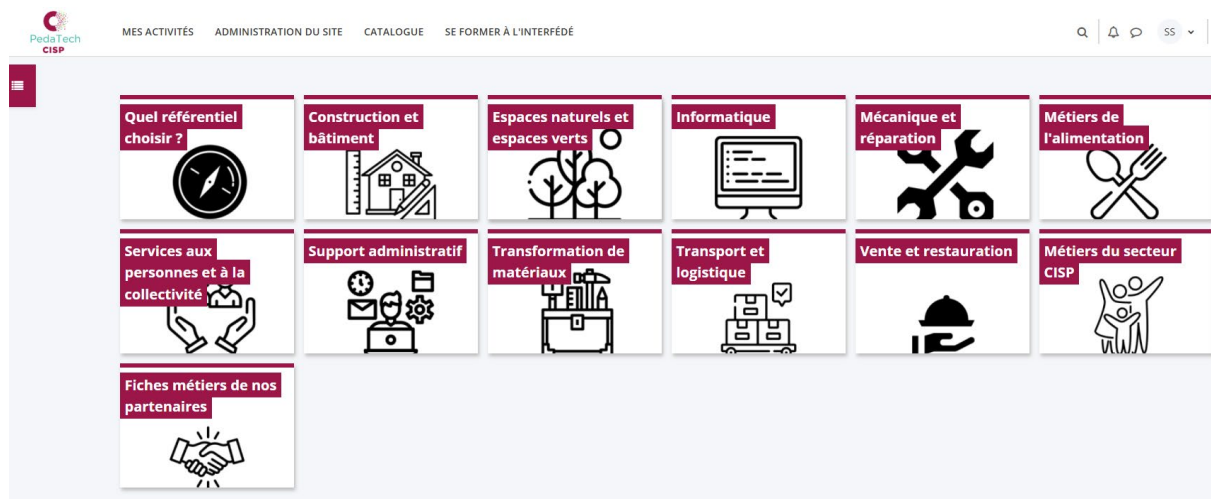 PedaTech
CISP
MES ACTIVITÉS ADMINISTRATION DU SITE CATALOGUE SE FORMER À L'INTERFÉDÉ
SS
Quel référentiel
choisir ?
Construction et
bâtiment
Espaces naturels et
espaces verts
Informatique
Mécanique et
réparation
Métiers de
l'alimentation
Services aux
personnes et à la
collectivité
Support administratif
Transformation de
matériaux
Transport et
logistique
Vente et restauration
Métiers du secteur
CISP
Fiches métiers de nos
partenaires